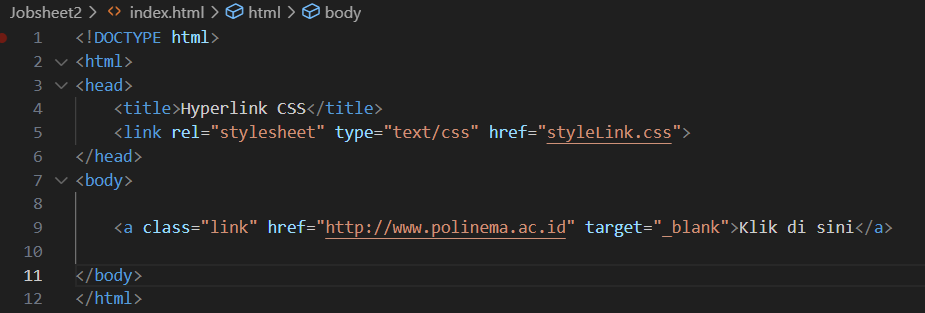 Jobsheet2 > <> index.html > html > body
1 <!DOCTYPE html>
2 <html>
3 <head>
4 <title>Hyperlink CSS</title>
5 <link rel="stylesheet" type="text/css" href="styleLink.css">
6 </head>
7 <body>
8
9 <a class="link" href="http://www.polinema.ac.id" target="_blank">Klik di sini</a>
10
11 </body>
12 </html>